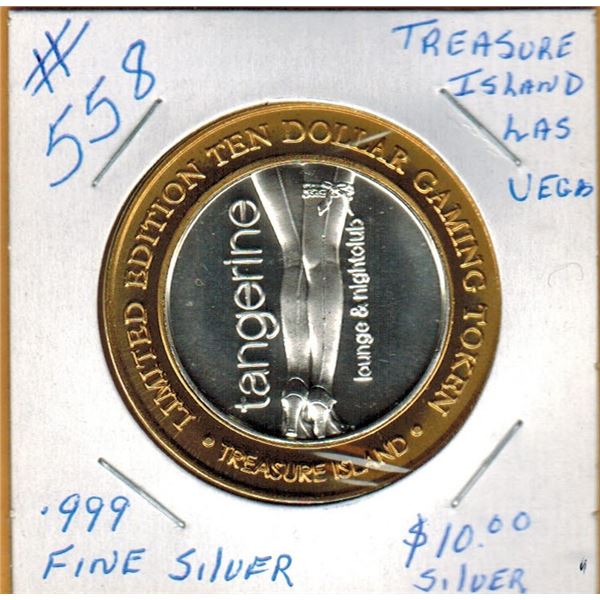 #558
TREASURE
ISLAND
LAS
VEGAS
LIMITED EDITION TEN DOLLAR GAMING TOKEN
tangerine
lounge & nightclub
• TREASURE ISLAND •
.999
FINE SILVER
$10.00
SILVER